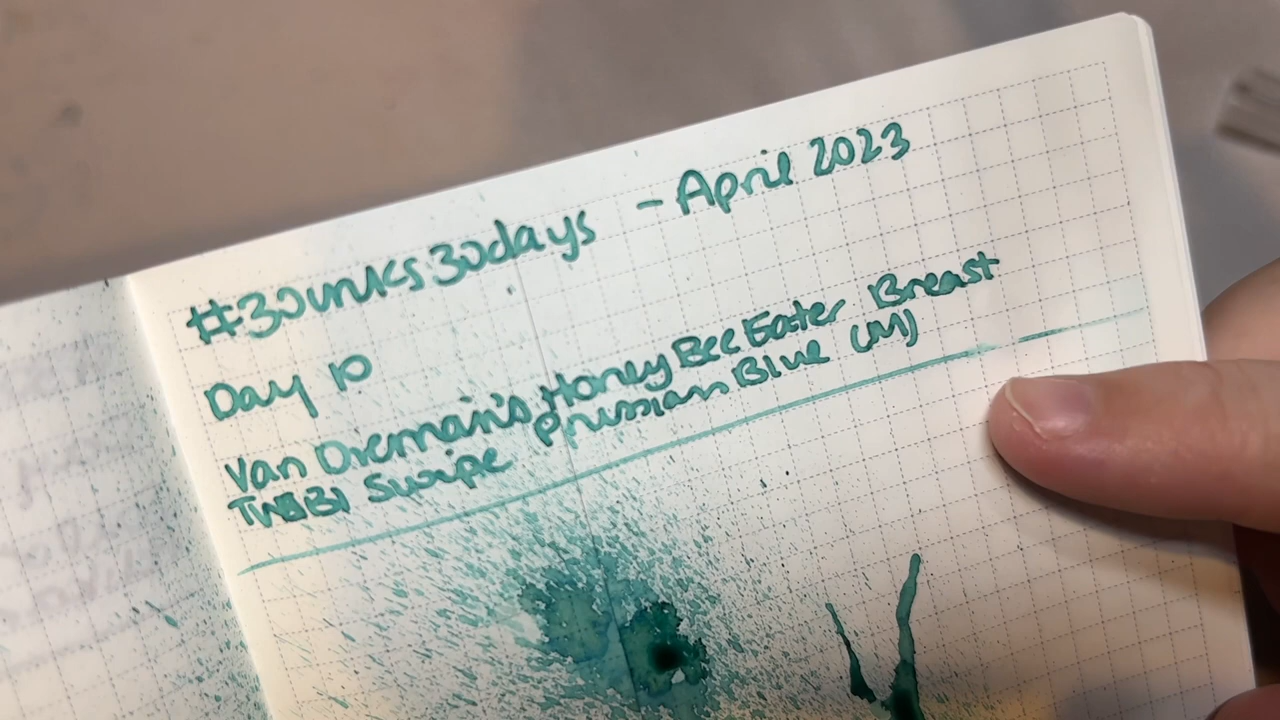 #30inks30days - April 2023
Day 10
Van Dieman's Honey Bee Eater Breast
TWSBI Swipe Prussian Blue (M)